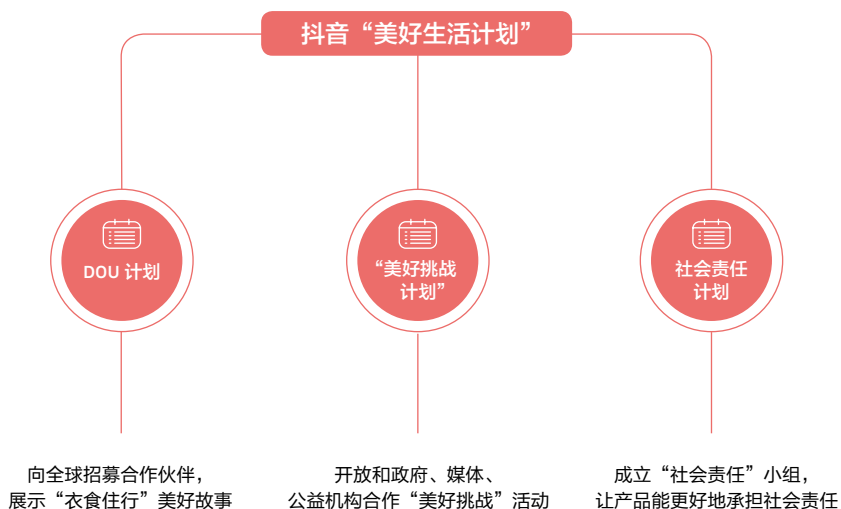 抖音“美好生活计划”
DOU 计划
“美好挑战
计划”
社会责任
计划
向全球招募合作伙伴，
展示“衣食住行”美好故事
开放和政府、媒体、
公益机构合作“美好挑战”活动
成立“社会责任”小组，
让产品能更好地承担社会责任